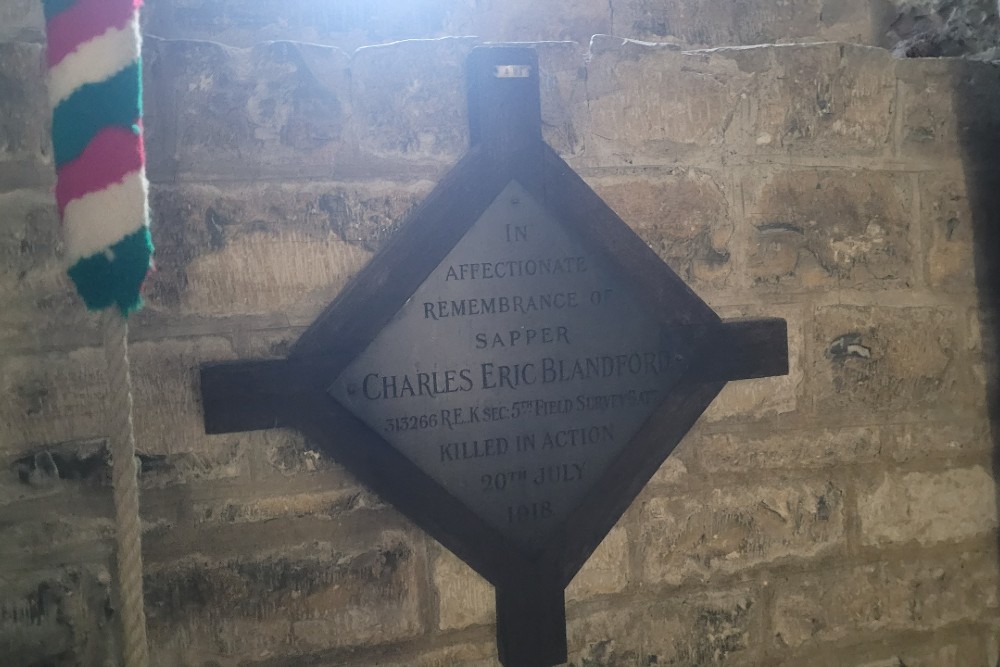 IN
AFFECTIONATE
REMEMBRANCE OF
SAPPER
CHARLES ERIC BLANDFORD
313266 R.E. K SEC: 5TH FIELD SURVEY
KILLED IN ACTION
20TH JULY
1918